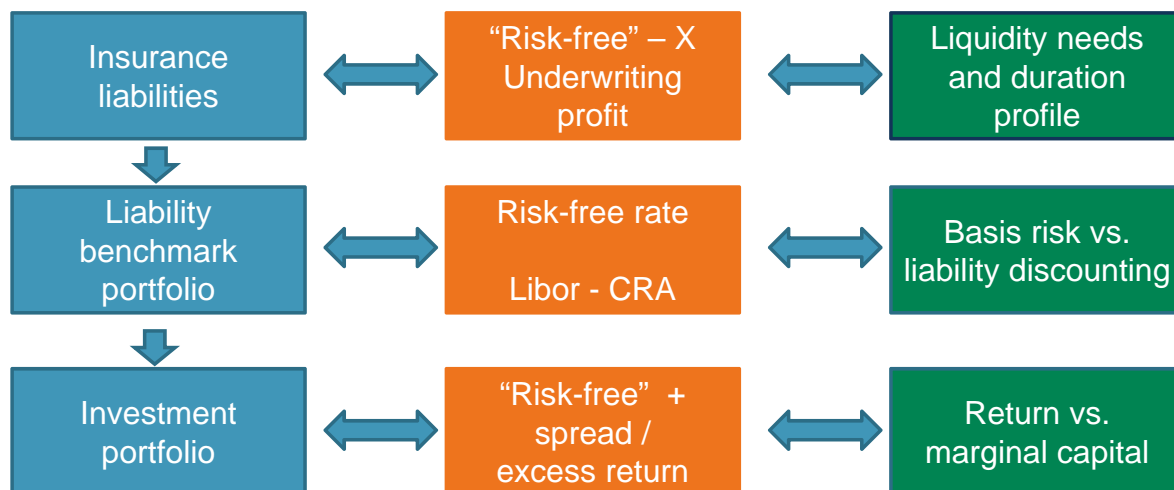 Insurance
liabilities
“Risk-free” – X
Underwriting
profit
Liquidity needs
and duration
profile
Liability
benchmark
portfolio
Risk-free rate
Libor - CRA
Basis risk vs.
liability discounting
Investment
portfolio
“Risk-free” +
spread /
excess return
Return vs.
marginal capital